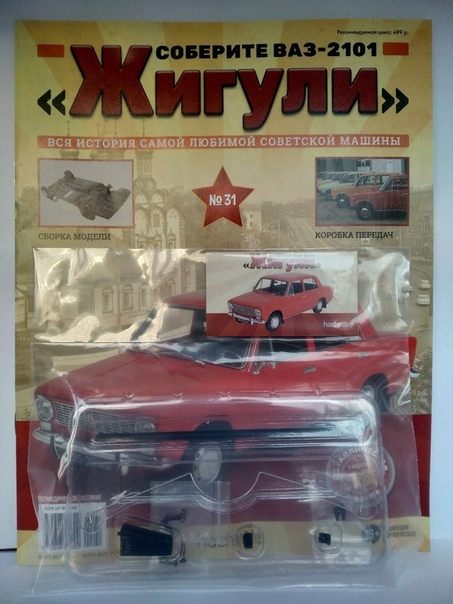 Рекомендуемая цена: 499 р.
СОБЕРИТЕ ВАЗ-2101
«Жигули»
ВСЯ ИСТОРИЯ САМОЙ ЛЮБИМОЙ СОВЕТСКОЙ МАШИНЫ
№ 31
СБОРКА МОДЕЛИ
КОРОБКА ПЕРЕДАЧ
«Жигули»